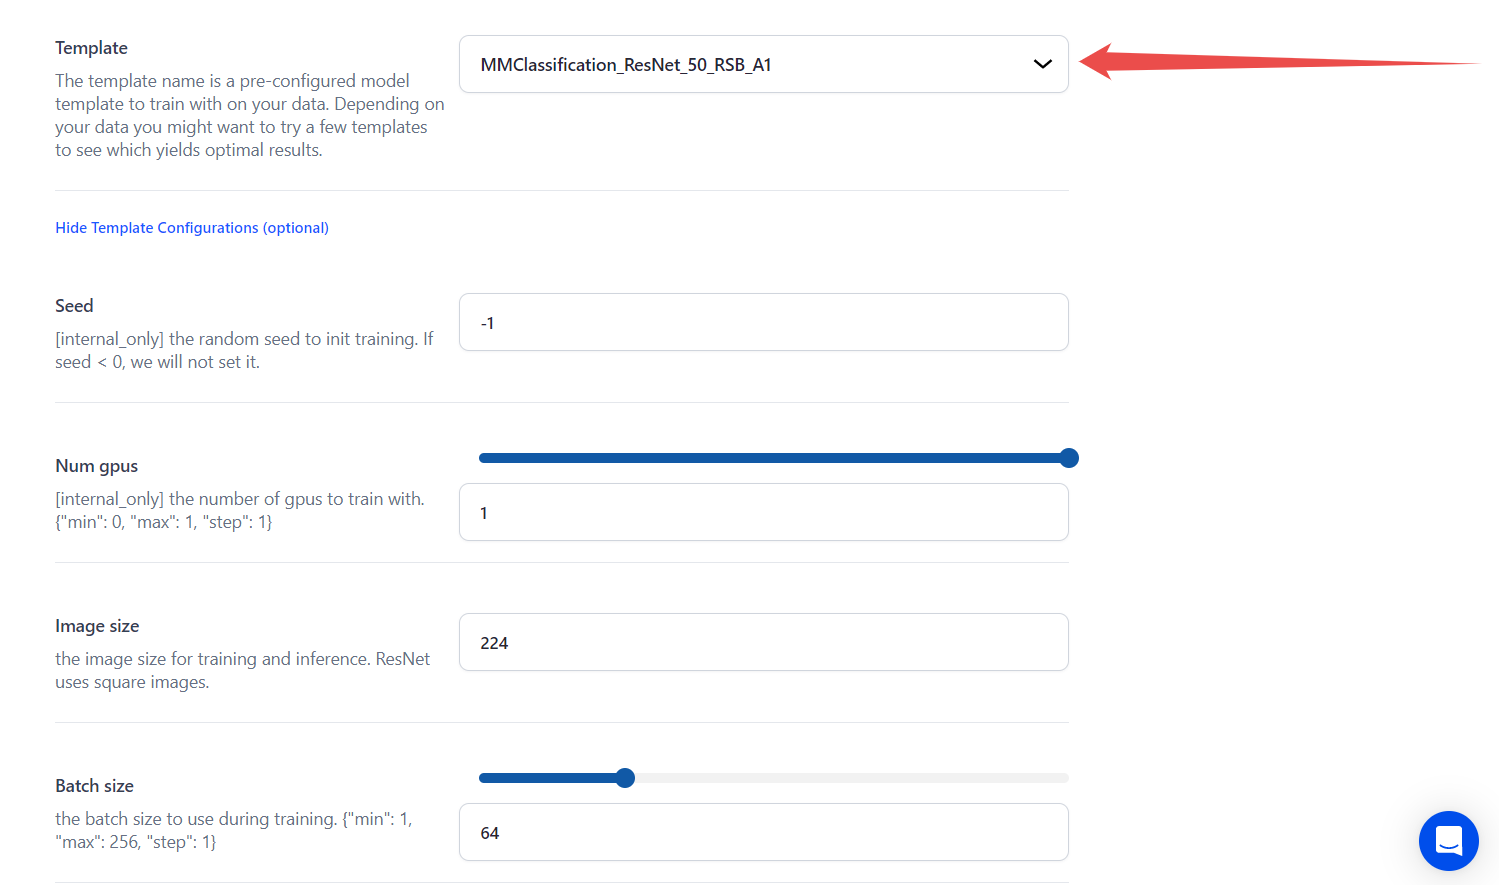 Template
The template name is a pre-configured model
template to train with on your data. Depending on
your data you might want to try a few templates
to see which yields optimal results.
MMClassification_ResNet_50_RSB_A1
Hide Template Configurations (optional)
Seed
[internal_only] the random seed to init training. If
seed < 0, we will not set it.
-1
Num gpus
[internal_only] the number of gpus to train with.
{"min": 0, "max": 1, "step": 1}
1
Image size
the image size for training and inference. ResNet
uses square images.
224
Batch size
the batch size to use during training. {"min": 1,
"max": 256, "step": 1}
64